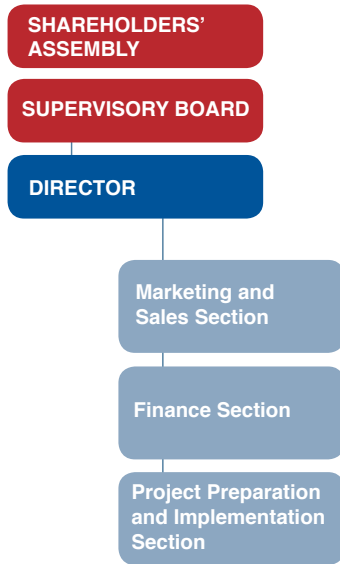 SHAREHOLDERS’
ASSEMBLY
SUPERVISORY BOARD
DIRECTOR
Marketing and
Sales Section
Finance Section
Project Preparation
and Implementation
Section